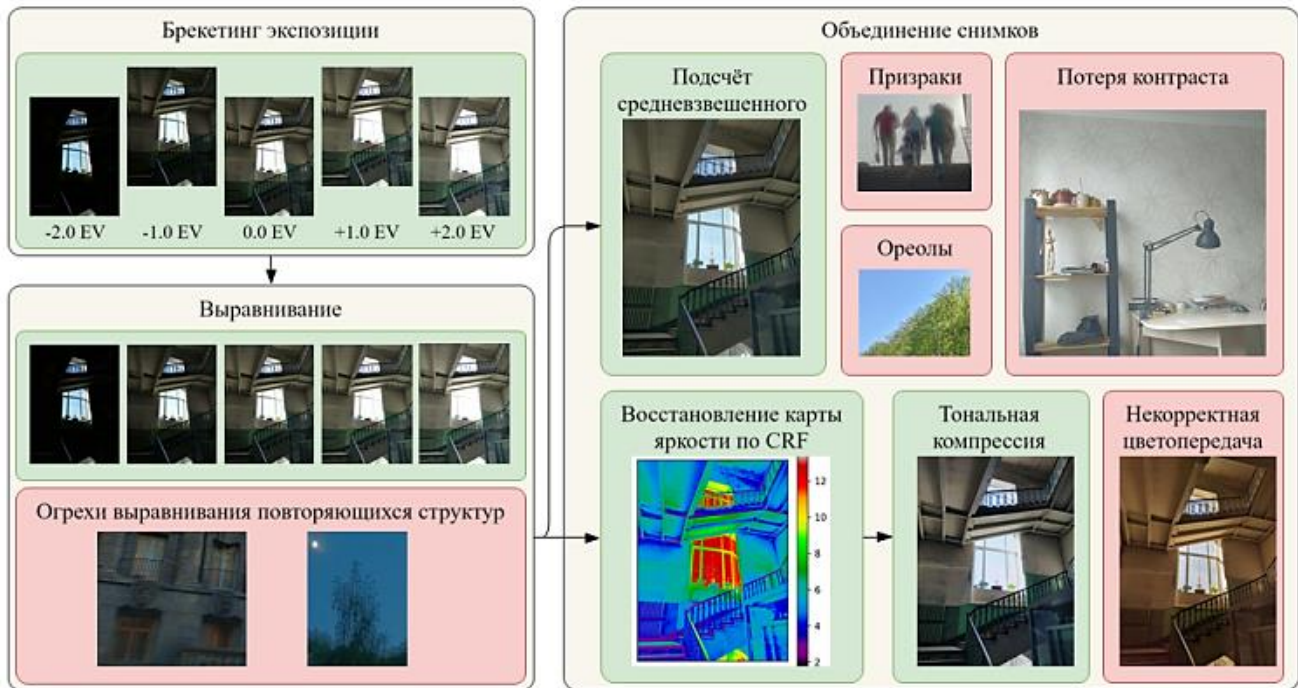 Брекетинг экспозиции
-2.0 EV
-1.0 EV
0.0 EV
+1.0 EV
+2.0 EV
Выравнивание
Огрехи выравнивания повторяющихся структур
Объединение снимков
Подсчёт
средневзвешенного
Призраки
Ореолы
Потеря контраста
Восстановление карты
яркости по CRF
12
10
8
6
4
2
Тональная
компрессия
Некорректная
цветопередача